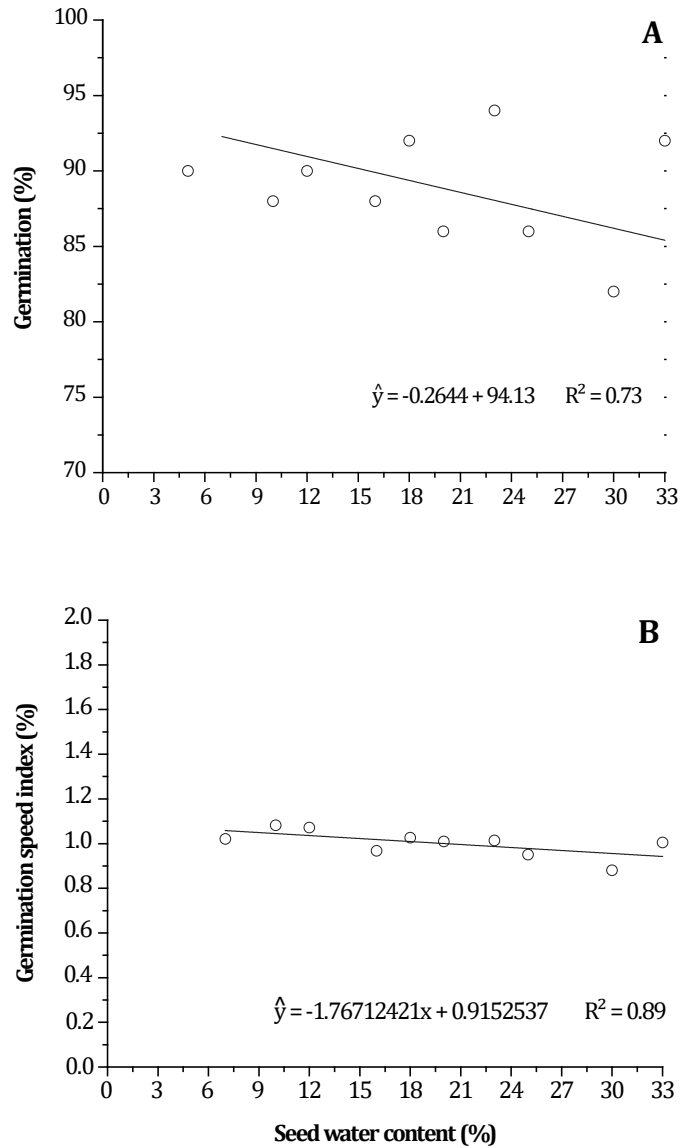 A
100
95
90
85
80
75
70
Germination (%)
ŷ = -0.2644 + 94.13 R² = 0.73
0 3 6 9 12 15 18 21 24 27 30 33
B
2.0
1.8
1.6
1.4
1.2
1.0
0.8
0.6
0.4
0.2
0.0
Germination speed index (%)
ŷ = -1.76712421x + 0.9152537 R² = 0.89
0 3 6 9 12 15 18 21 24 27 30 33
Seed water content (%)